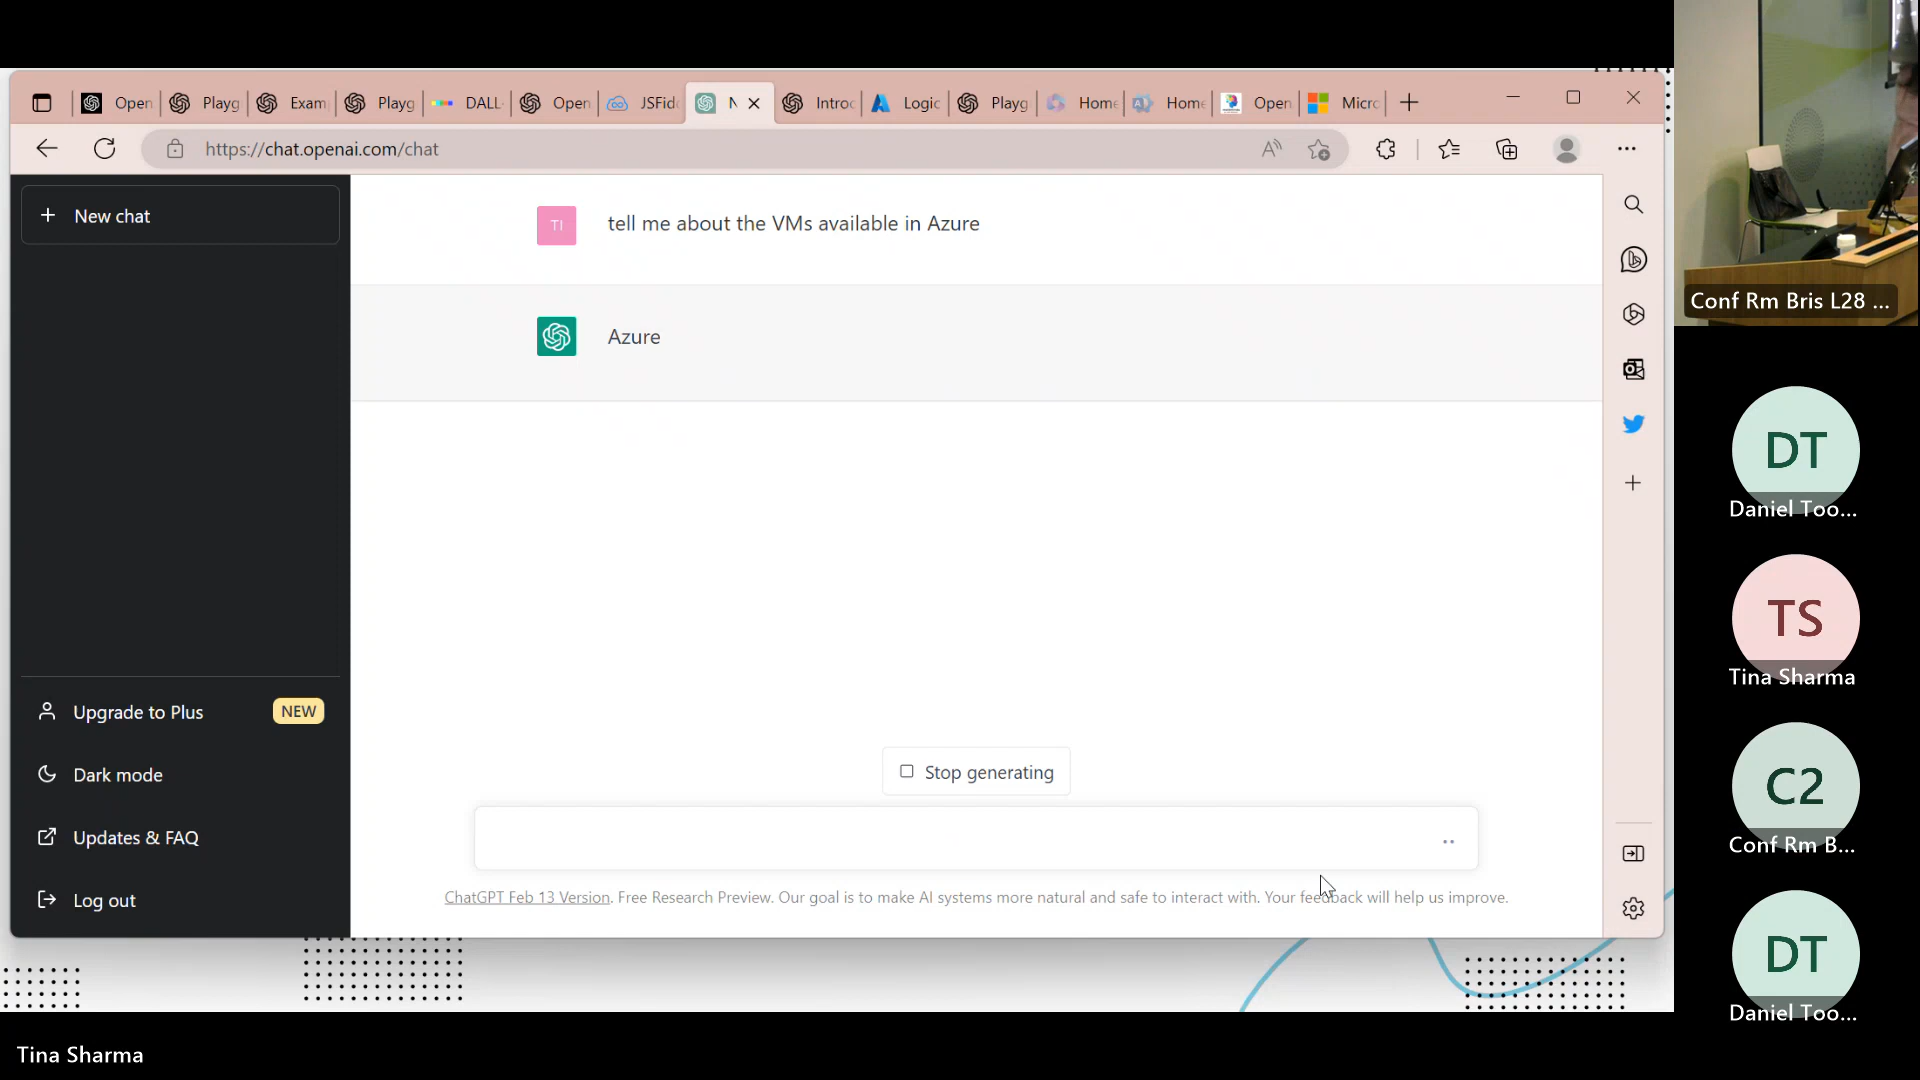 Open
Playg
Exam
Playg
DALL
Open
JSFid
N
Introc
Logic
Playg
Home
Home
Open
Micro
https://chat.openai.com/chat
New chat
TI
tell me about the VMs available in Azure
Azure
Stop generating
Upgrade to Plus
NEW
Dark mode
Updates & FAQ
Log out
ChatGPT Feb 13 Version. Free Research Preview. Our goal is to make AI systems more natural and safe to interact with. Your feedback will help us improve.
Conf Rm Bris L28 ...
DT
Daniel Too...
TS
Tina Sharma
C2
Conf Rm B...
DT
Daniel Too...
Tina Sharma